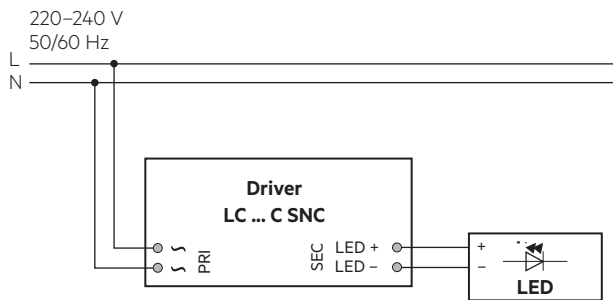 220–240 V
50/60 Hz
L
N
Driver
LC ... C SNC
~
~
PRI
SEC
LED +
LED –
+
–
LED